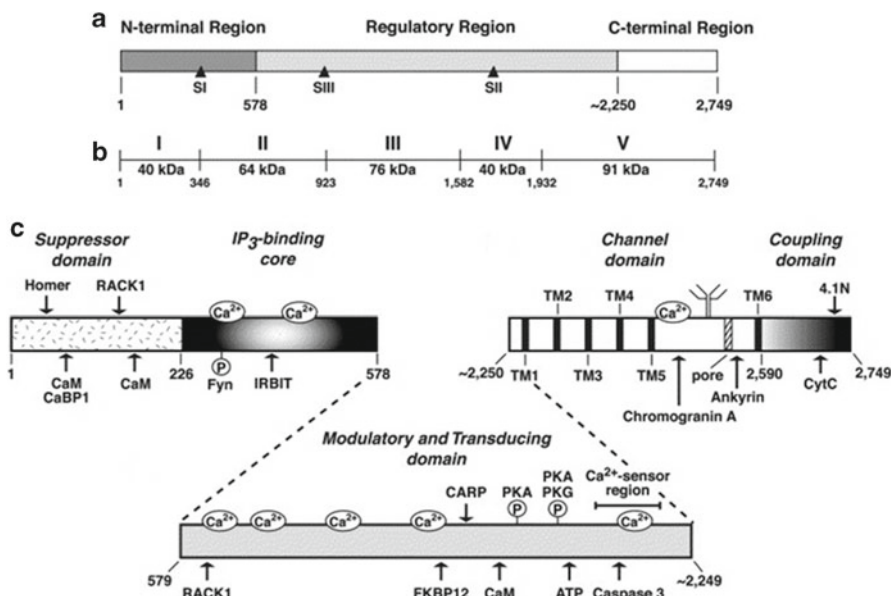 a
N-terminal Region Regulatory Region C-terminal Region
SI SIII SII
1 578 ~2,250 2,749
b
I II III IV V
40 kDa 64 kDa 76 kDa 40 kDa 91 kDa
1 346 923 1,582 1,932 2,749
c
Suppressor domain
IP3-binding core
Homer RACK1
Ca2+ Ca2+
1 226 578
CaM CaBP1
CaM
P
Fyn
IRBIT
Channel domain
Coupling domain
TM2 TM4 Ca2+ TM6 4.1N
~2,250 TM1 TM3 TM5 pore 2,590 2,749
Ankyrin
CytC
Chromogranin A
Modulatory and Transducing domain
CARP
PKA
P
PKA PKG
P
Ca2+-sensor region
Ca2+ Ca2+ Ca2+ Ca2+ Ca2+
579 ~2,249
RACK1 FKBP12 CaM ATP Caspase 3